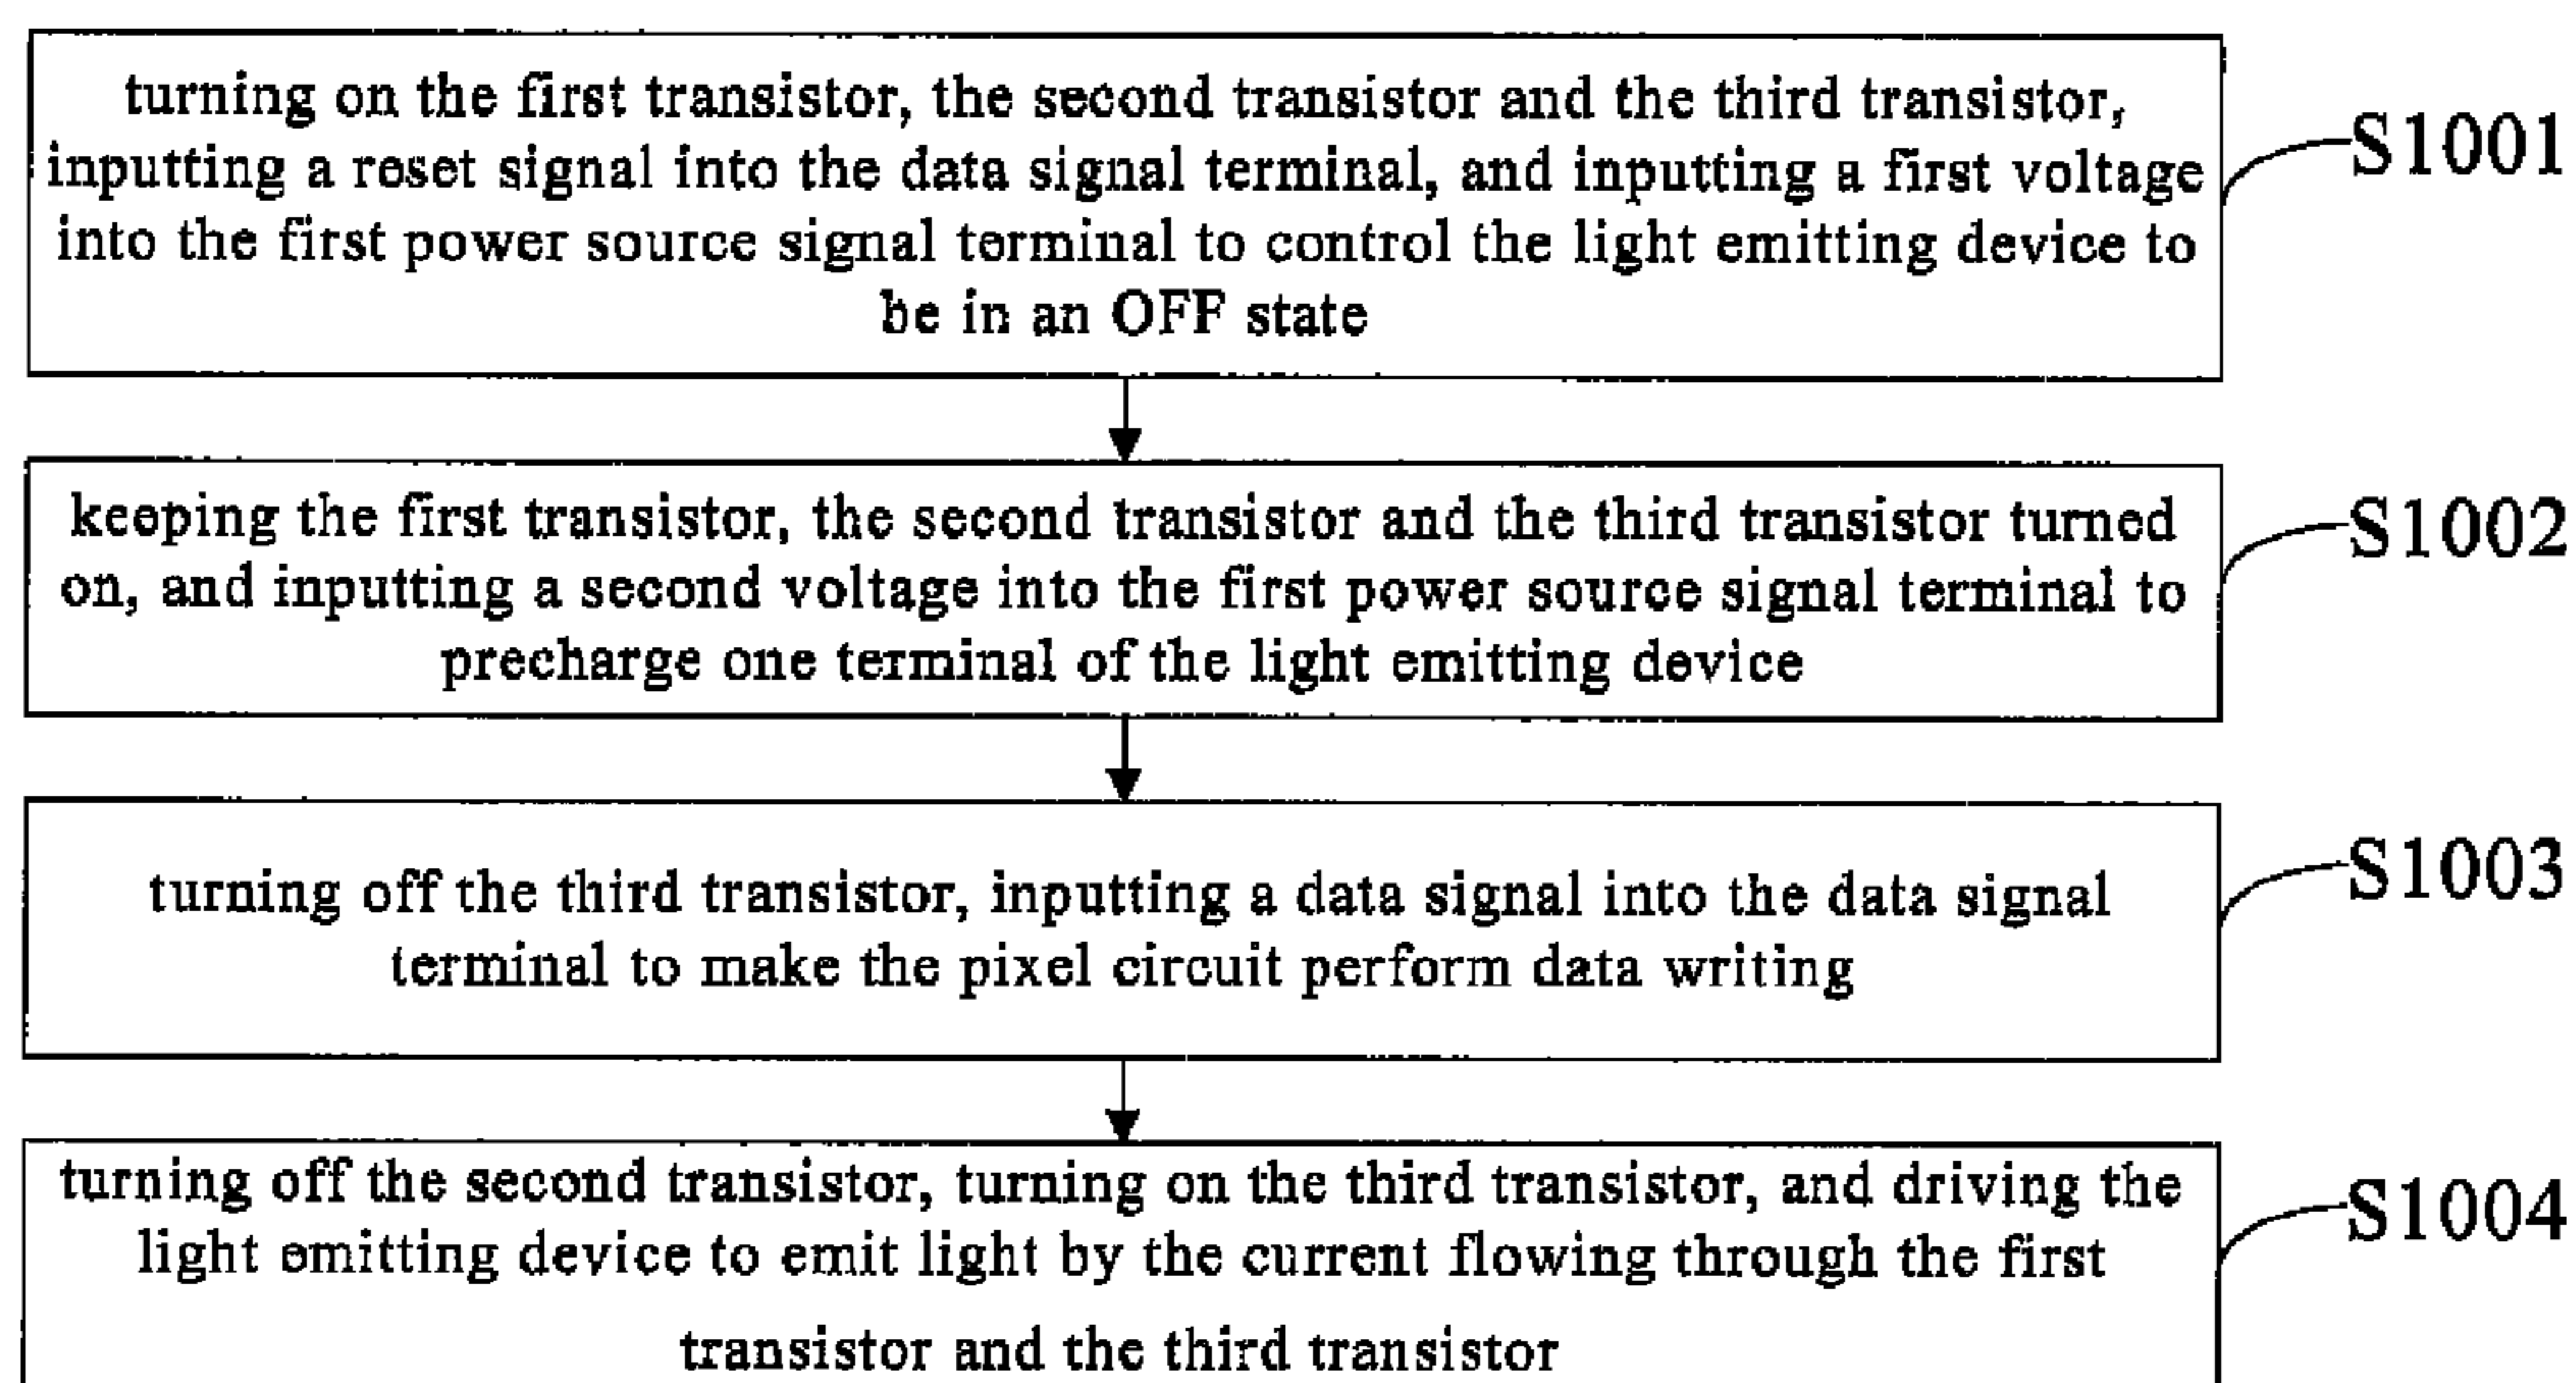 turning on the first transistor, the second transistor and the third transistor,
inputting a reset signal into the data signal terminal, and inputting a first voltage
into the first power source signal terminal to control the light emitting device to
be in an OFF state
S1001
keeping the first transistor, the second transistor and the third transistor turned
on, and inputting a second voltage into the first power source signal terminal to
precharge one terminal of the light emitting device
S1002
turning off the third transistor, inputting a data signal into the data signal
terminal to make the pixel circuit perform data writing
S1003
turning off the second transistor, turning on the third transistor, and driving the
light emitting device to emit light by the current flowing through the first
transistor and the third transistor
S1004